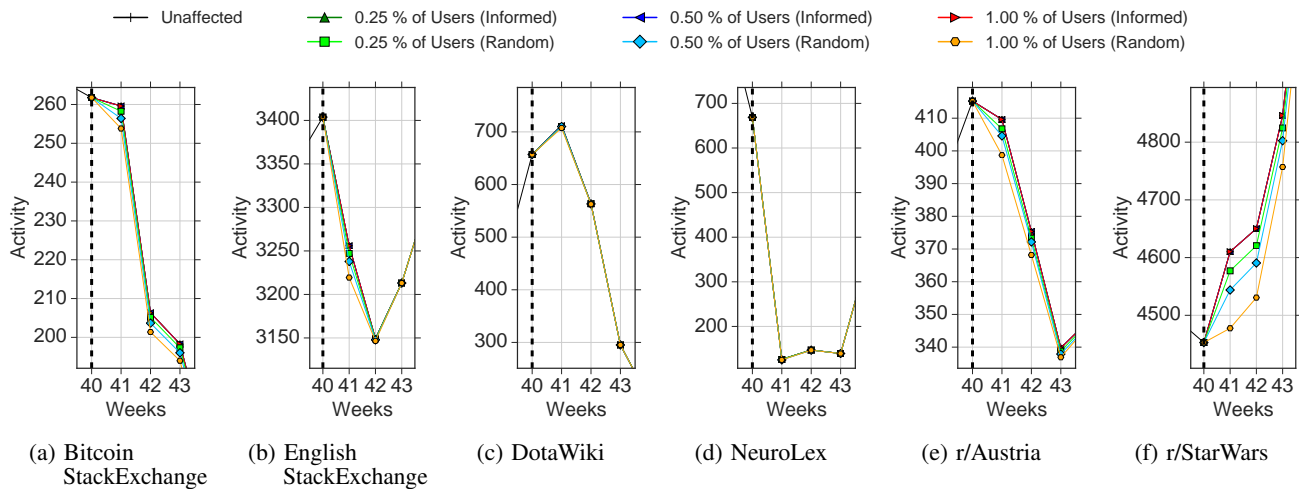 Unaffected
0.25 % of Users (Informed)
0.50 % of Users (Informed)
1.00 % of Users (Informed)
0.25 % of Users (Random)
0.50 % of Users (Random)
1.00 % of Users (Random)
Activity
260
250
240
230
220
210
200
40 41 42 43
Weeks
(a) Bitcoin
StackExchange
Activity
3400
3350
3300
3250
3200
3150
40 41 42 43
Weeks
(b) English
StackExchange
Activity
700
600
500
400
300
40 41 42 43
Weeks
(c) DotaWiki
Activity
700
600
500
400
300
200
40 41 42 43
Weeks
(d) NeuroLex
Activity
410
400
390
380
370
360
350
340
40 41 42 43
Weeks
(e) r/Austria
Activity
4800
4700
4600
4500
40 41 42 43
Weeks
(f) r/StarWars